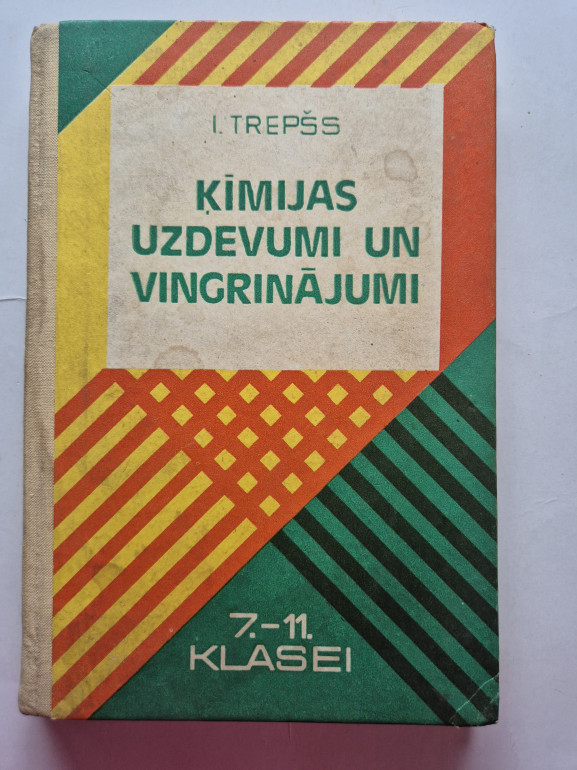 I. TREPŠS
ĶĪMIJAS
UZDEVUMI UN
VINGRINĀJUMI
7.–11.
KLASEI